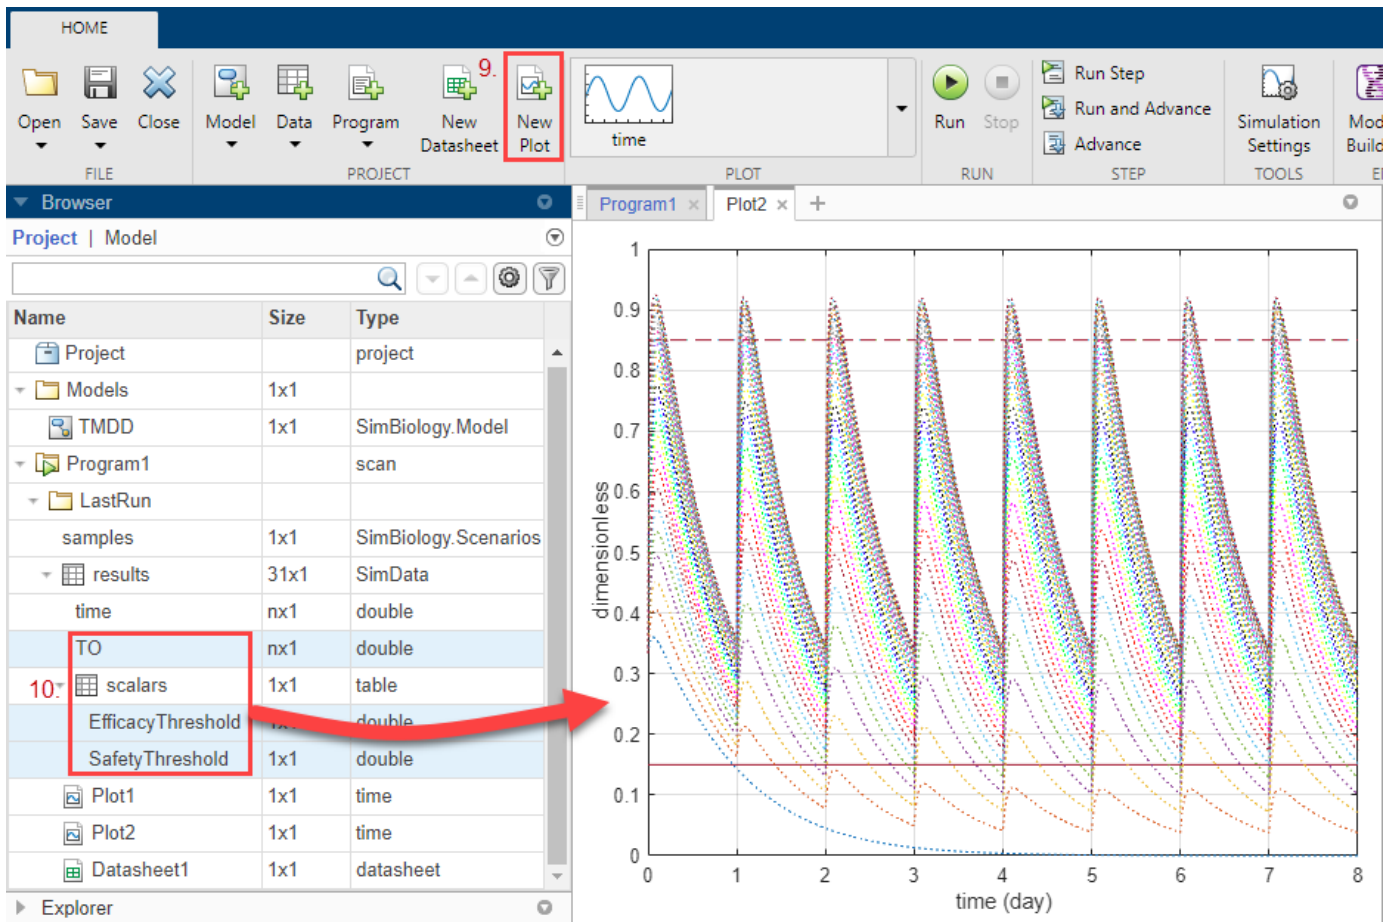 HOME
9.
Open Save Close Model Data Program New Datasheet New Plot time Run Stop Run Step
Run and Advance
Advance
Simulation Settings
FILE PROJECT PLOT RUN STEP TOOLS
Browser
Program1 × Plot2 × +
Project | Model
Name Size Type
Project project
Models 1x1
TMDD 1x1 SimBiology.Model
Program1 scan
LastRun
samples 1x1 SimBiology.Scenarios
results 31x1 SimData
time nx1 double
TO nx1 double
10. scalars 1x1 table
EfficacyThreshold 1x1 double
SafetyThreshold 1x1 double
Plot1 1x1 time
Plot2 1x1 time
Datasheet1 1x1 datasheet
Explorer
1
0.9
0.8
0.7
0.6
0.5
0.4
0.3
0.2
0.1
0
dimensionless
0 1 2 3 4 5 6 7 8
time (day)